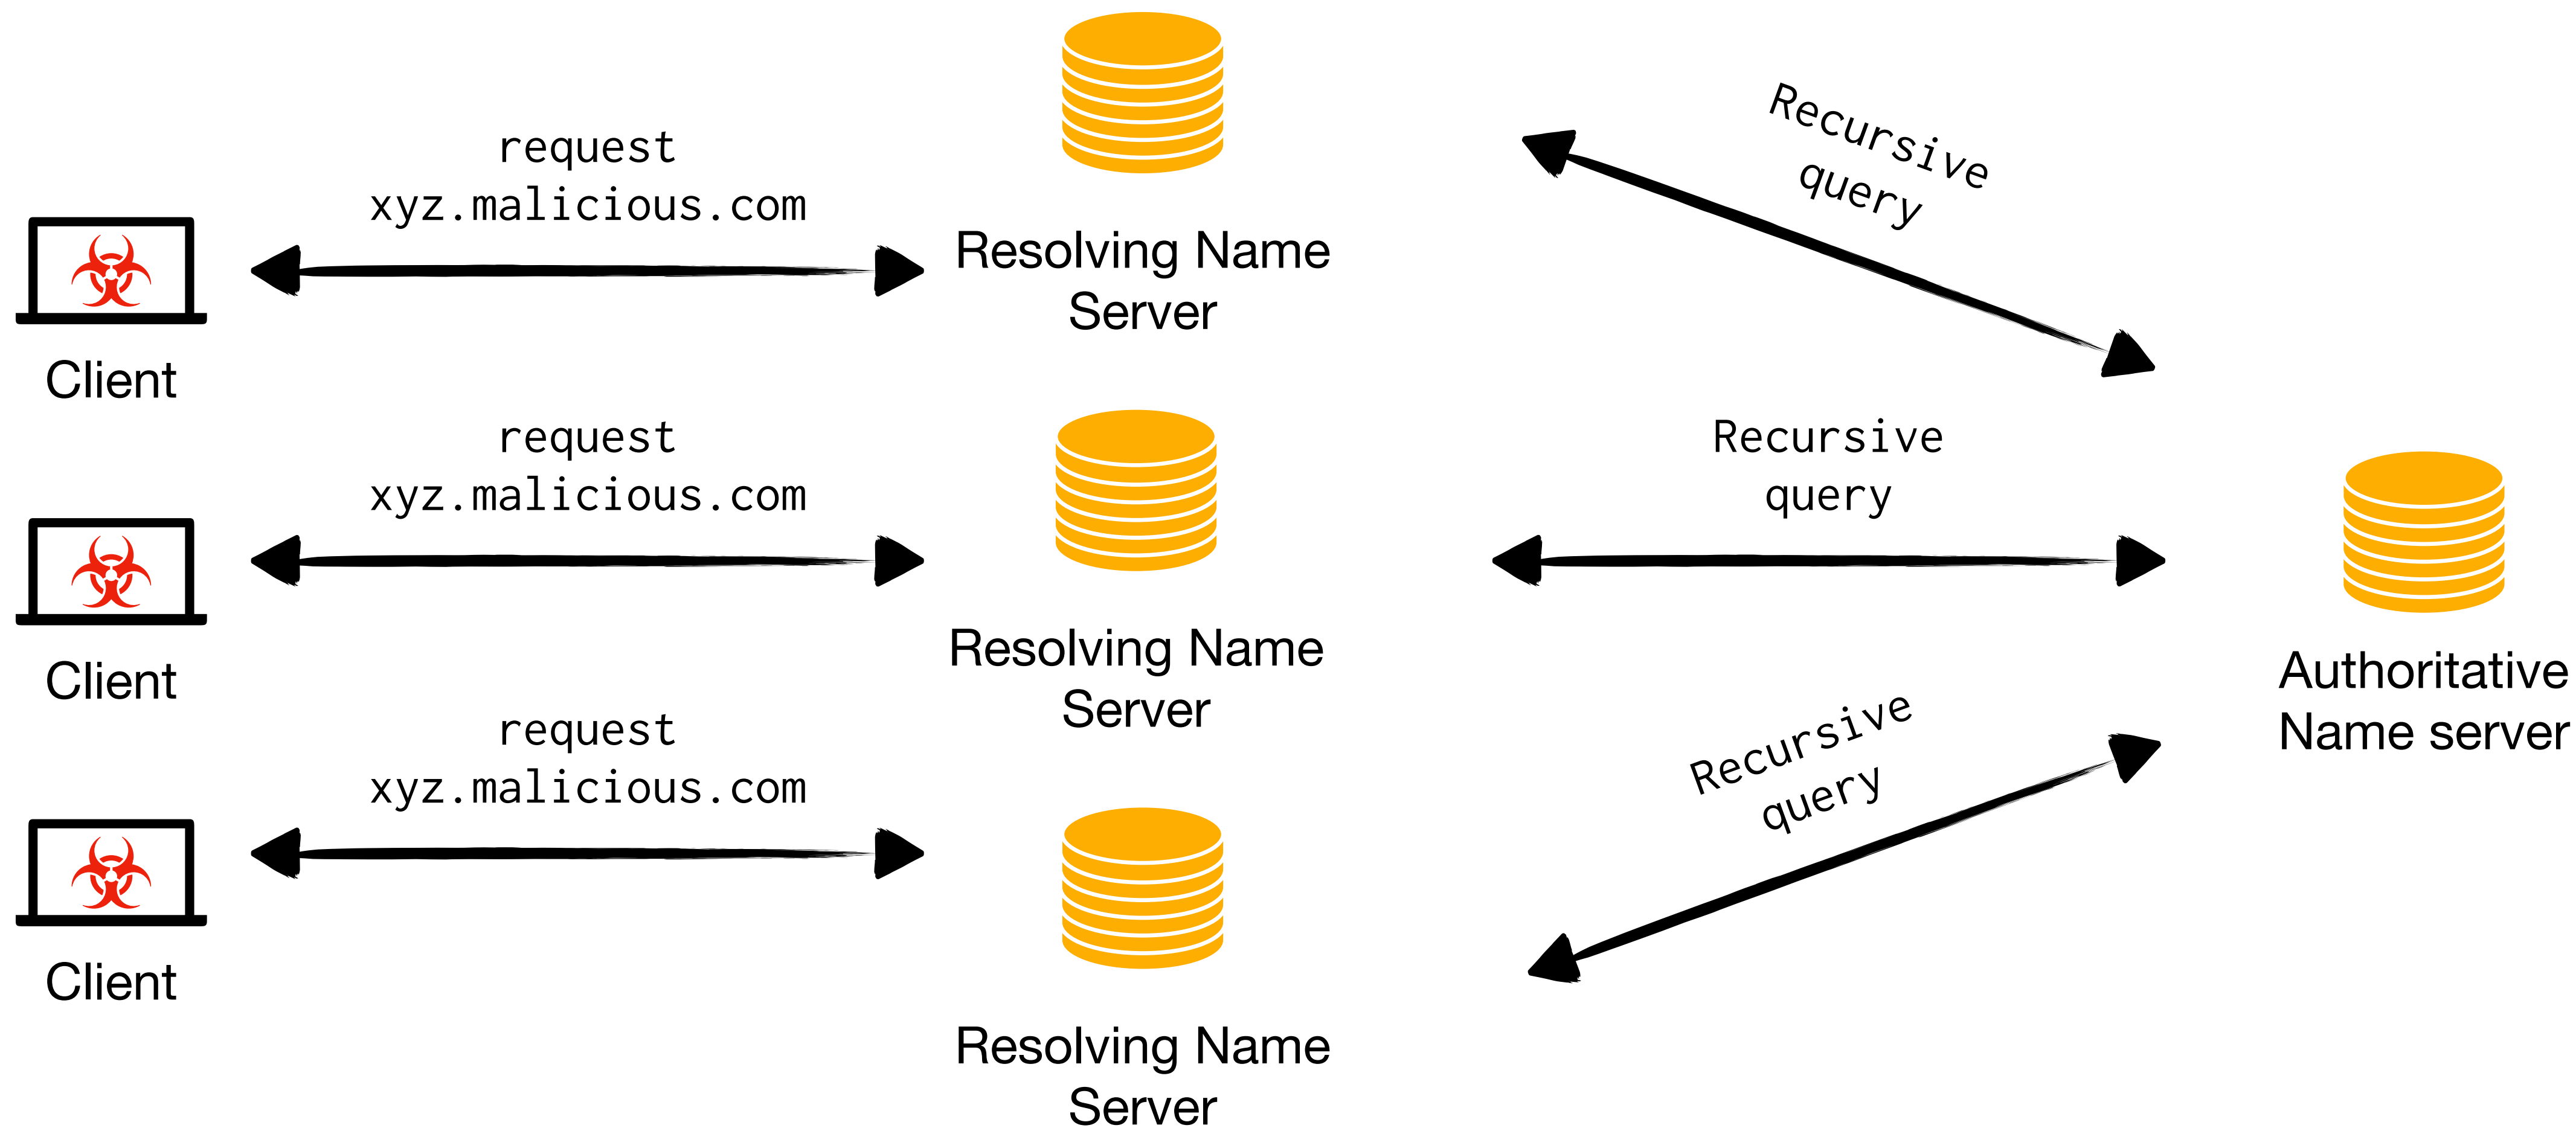 request
xyz.malicious.com
Client
Resolving Name
Server
Recursive
query
request
xyz.malicious.com
Client
Resolving Name
Server
Recursive
query
request
xyz.malicious.com
Client
Resolving Name
Server
Recursive
query
Authoritative
Name server